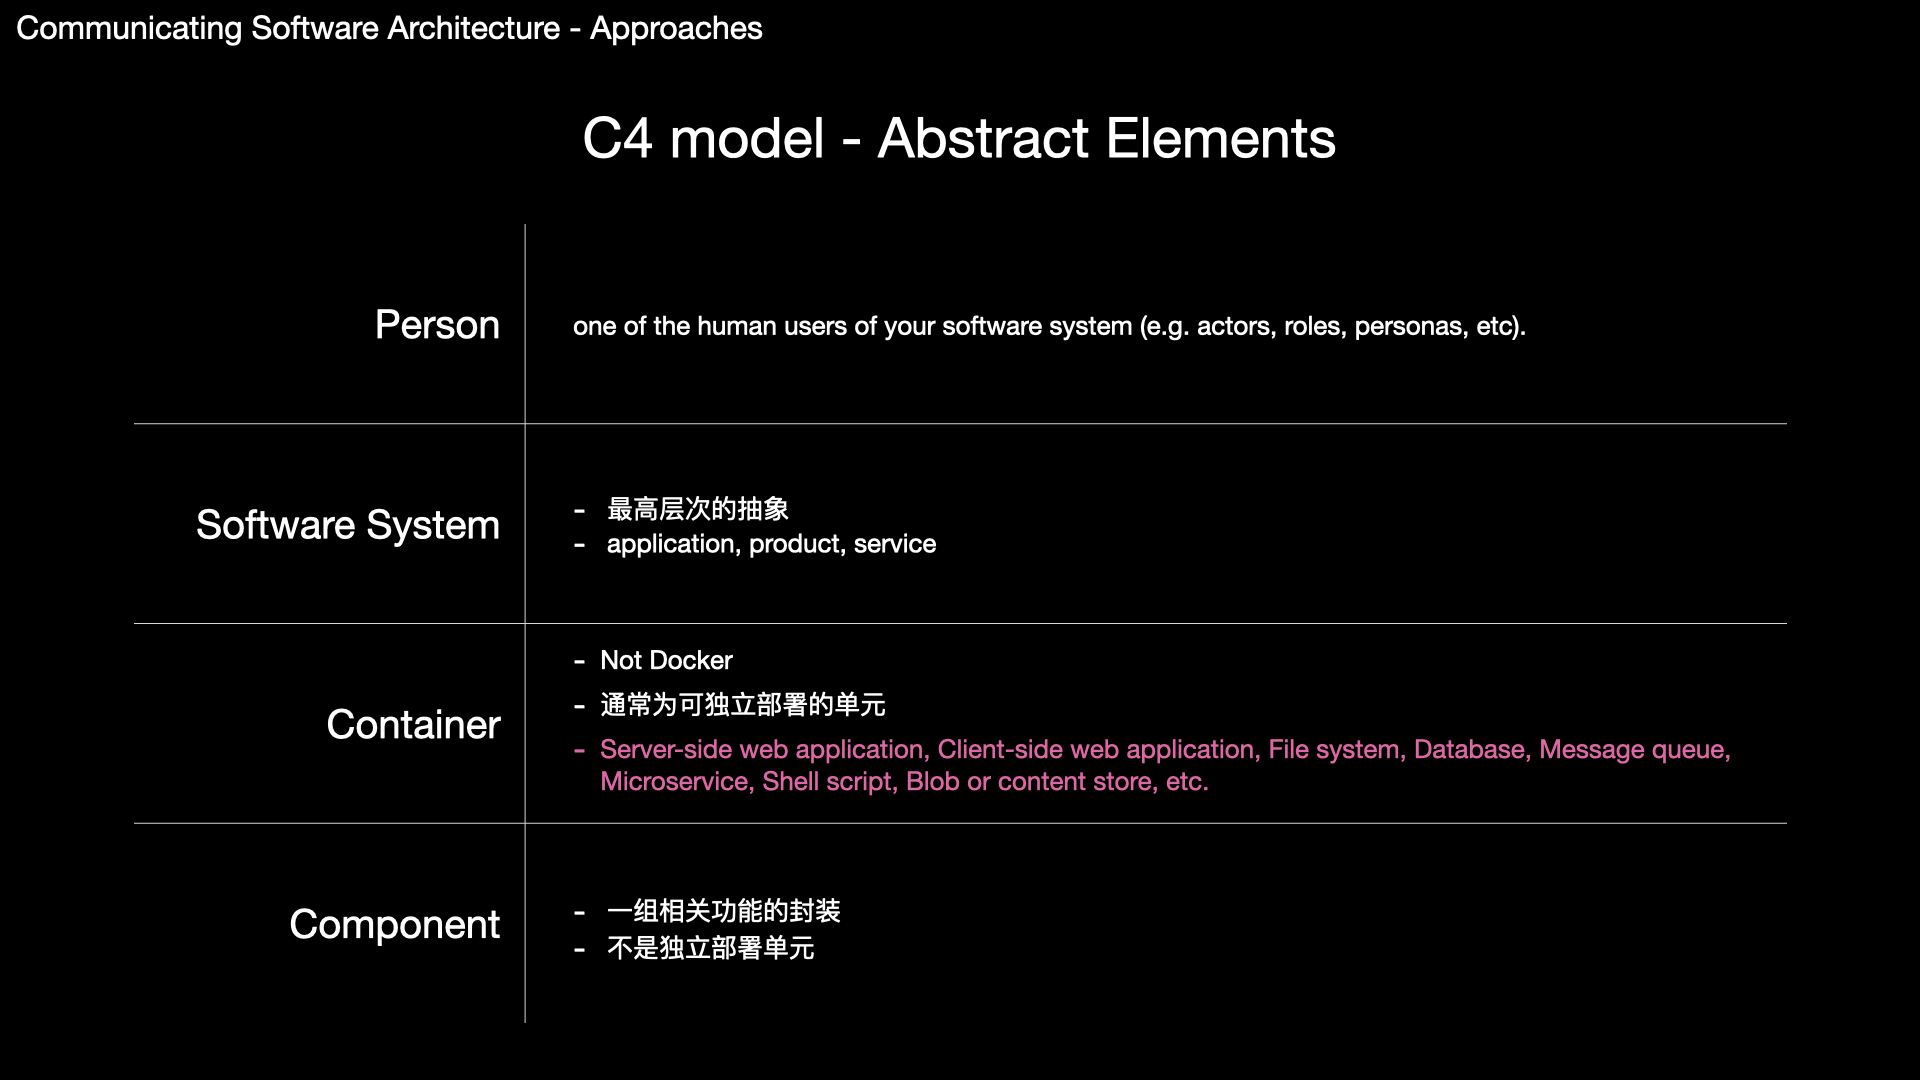 Communicating Software Architecture - Approaches
C4 model - Abstract Elements
Person
one of the human users of your software system (e.g. actors, roles, personas, etc).
Software System
- 最高层次的抽象
- application, product, service
Container
- Not Docker
- 通常为可独立部署的单元
- Server-side web application, Client-side web application, File system, Database, Message queue,
Microservice, Shell script, Blob or content store, etc.
Component
- 一组相关功能的封装
- 不是独立部署单元